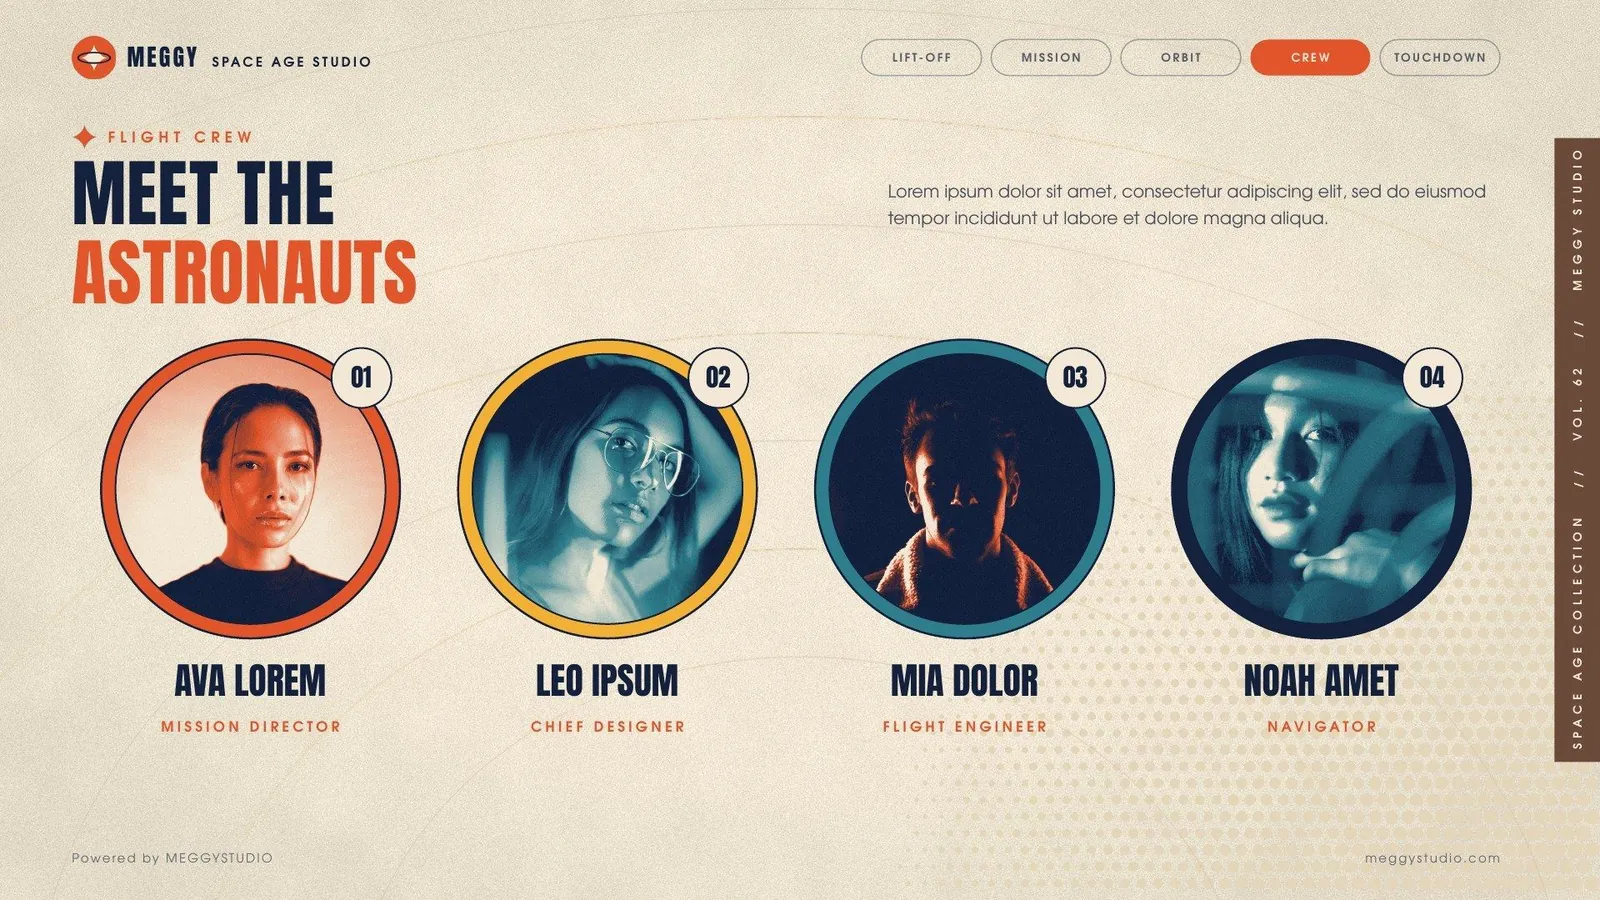 MEGGY SPACE AGE STUDIO
LIFT-OFF
MISSION
ORBIT
CREW
TOUCHDOWN
FLIGHT CREW
MEET THE
ASTRONAUTS
Lorem ipsum dolor sit amet, consectetur adipiscing elit, sed do eiusmod
tempor incididunt ut labore et dolore magna aliqua.
01
02
03
04
AVA LOREM
MISSION DIRECTOR
LEO IPSUM
CHIEF DESIGNER
MIA DOLOR
FLIGHT ENGINEER
NOAH AMET
NAVIGATOR
SPACE AGE COLLECTION // VOL. 62 // MEGGY STUDIO
Powered by MEGGYSTUDIO
meggystudio.com